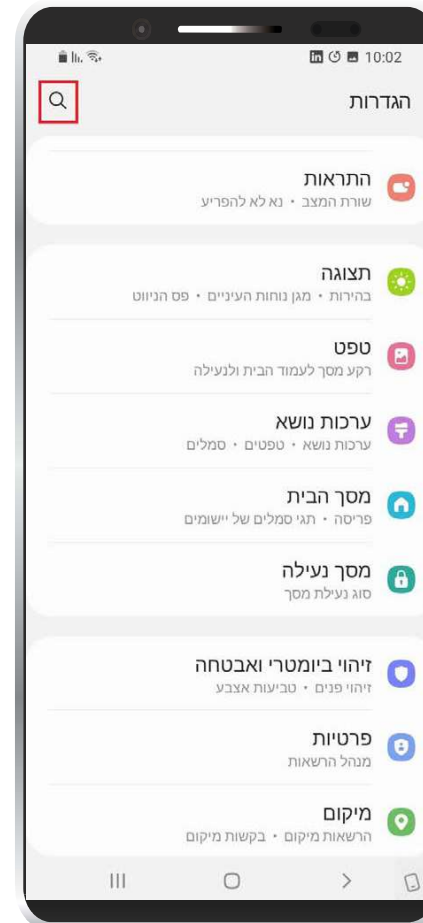 10:02
הגדרות
התראות
שורת המצב • נא לא להפריע
תצוגה
בהירות • מגן נוחות העיניים • פס הניווט
טפט
רקע מסך לעמוד הבית ולנעילה
ערכות נושא
ערכות נושא • טפטים • סמלים
מסך הבית
פריסה • תגי סמלים של יישומים
מסך נעילה
סוג נעילת מסך
זיהוי ביומטרי ואבטחה
זיהוי פנים • טביעות אצבע
פרטיות
מנהל הרשאות
מיקום
הרשאות מיקום • בקשות מיקום